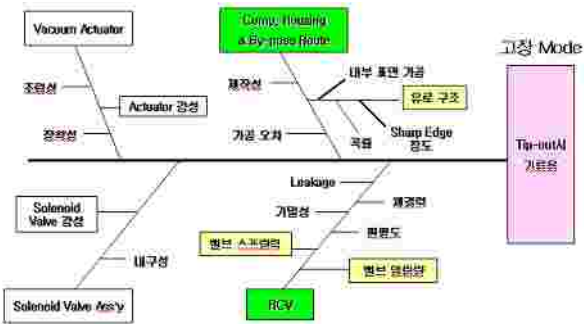 Vacuum Actuator
Comp. Housing
& By-pass Route
고장 Mode
조립성
장착성
Actuator 강성
제작성
가공 오차
내부 표면 가공
유로 구조
곡률
Sharp Edge
정도
Tip-out시
Leakage
기밀성
체결력
편평도
밸브 스프링력
밸브 열림량
RCV
Solenoid
Valve 강성
내구성
Solenoid Valve Ass'y